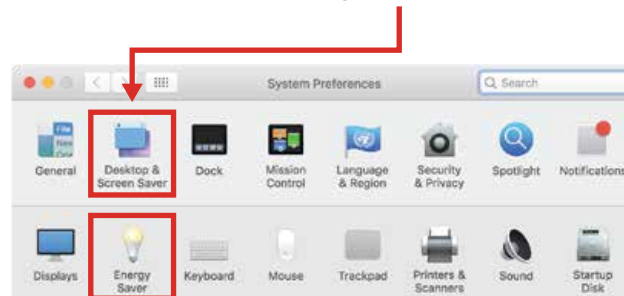 System Preferences
Search
General
Desktop &
Screen Saver
Dock
Mission
Control
Language
& Region
Security
& Privacy
Spotlight
Notifications
Displays
Energy
Saver
Keyboard
Mouse
Trackpad
Printers &
Scanners
Sound
Startup
Disk